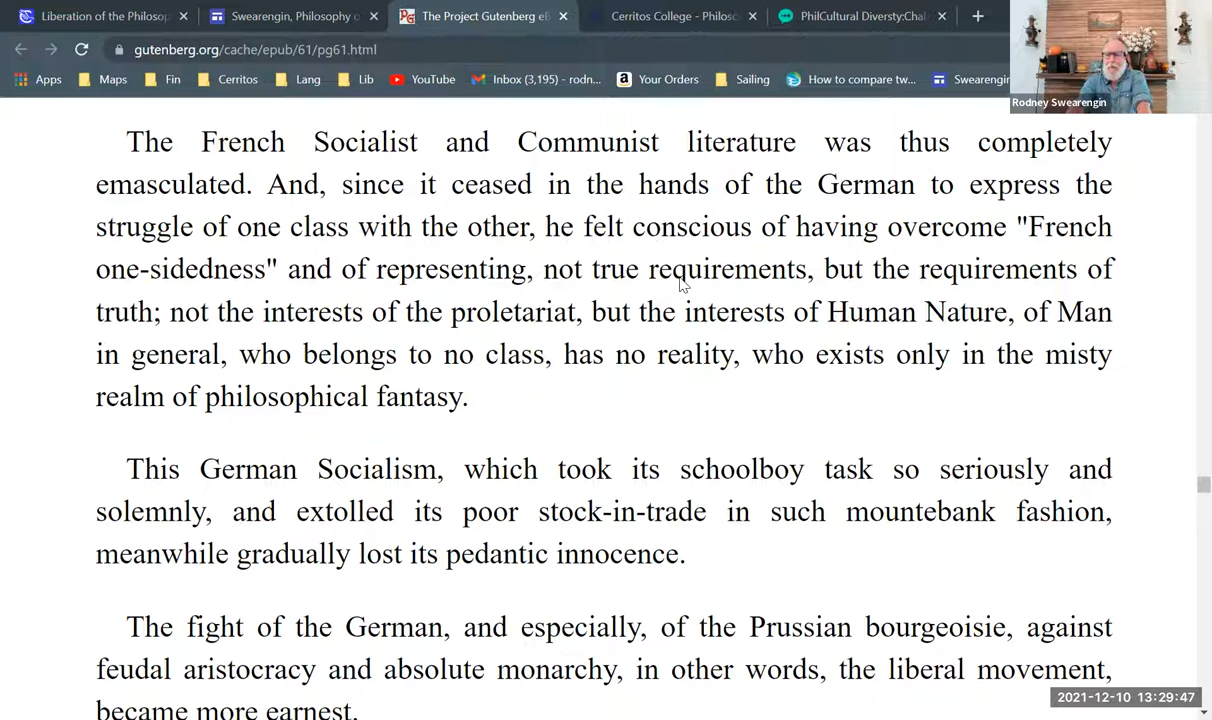 Liberation of the Philosop
Swearengin, Philosophy o
The Project Gutenberg eB
Cerritos College - Philosc
PhilCultural Diversty:Chal
gutenberg.org/cache/epub/61/pg61.html
Apps
Maps
Fin
Cerritos
Lang
Lib
YouTube
Inbox (3,195) - rodn...
Your Orders
Sailing
How to compare tw...
Swearengin
Rodney Swearengin
The French Socialist and Communist literature was thus completely
emasculated. And, since it ceased in the hands of the German to express the
struggle of one class with the other, he felt conscious of having overcome "French
one-sidedness" and of representing, not true requirements, but the requirements of
truth; not the interests of the proletariat, but the interests of Human Nature, of Man
in general, who belongs to no class, has no reality, who exists only in the misty
realm of philosophical fantasy.
This German Socialism, which took its schoolboy task so seriously and
solemnly, and extolled its poor stock-in-trade in such mountebank fashion,
meanwhile gradually lost its pedantic innocence.
The fight of the German, and especially, of the Prussian bourgeoisie, against
feudal aristocracy and absolute monarchy, in other words, the liberal movement,
became more earnest.
2021-12-10 13:29:47